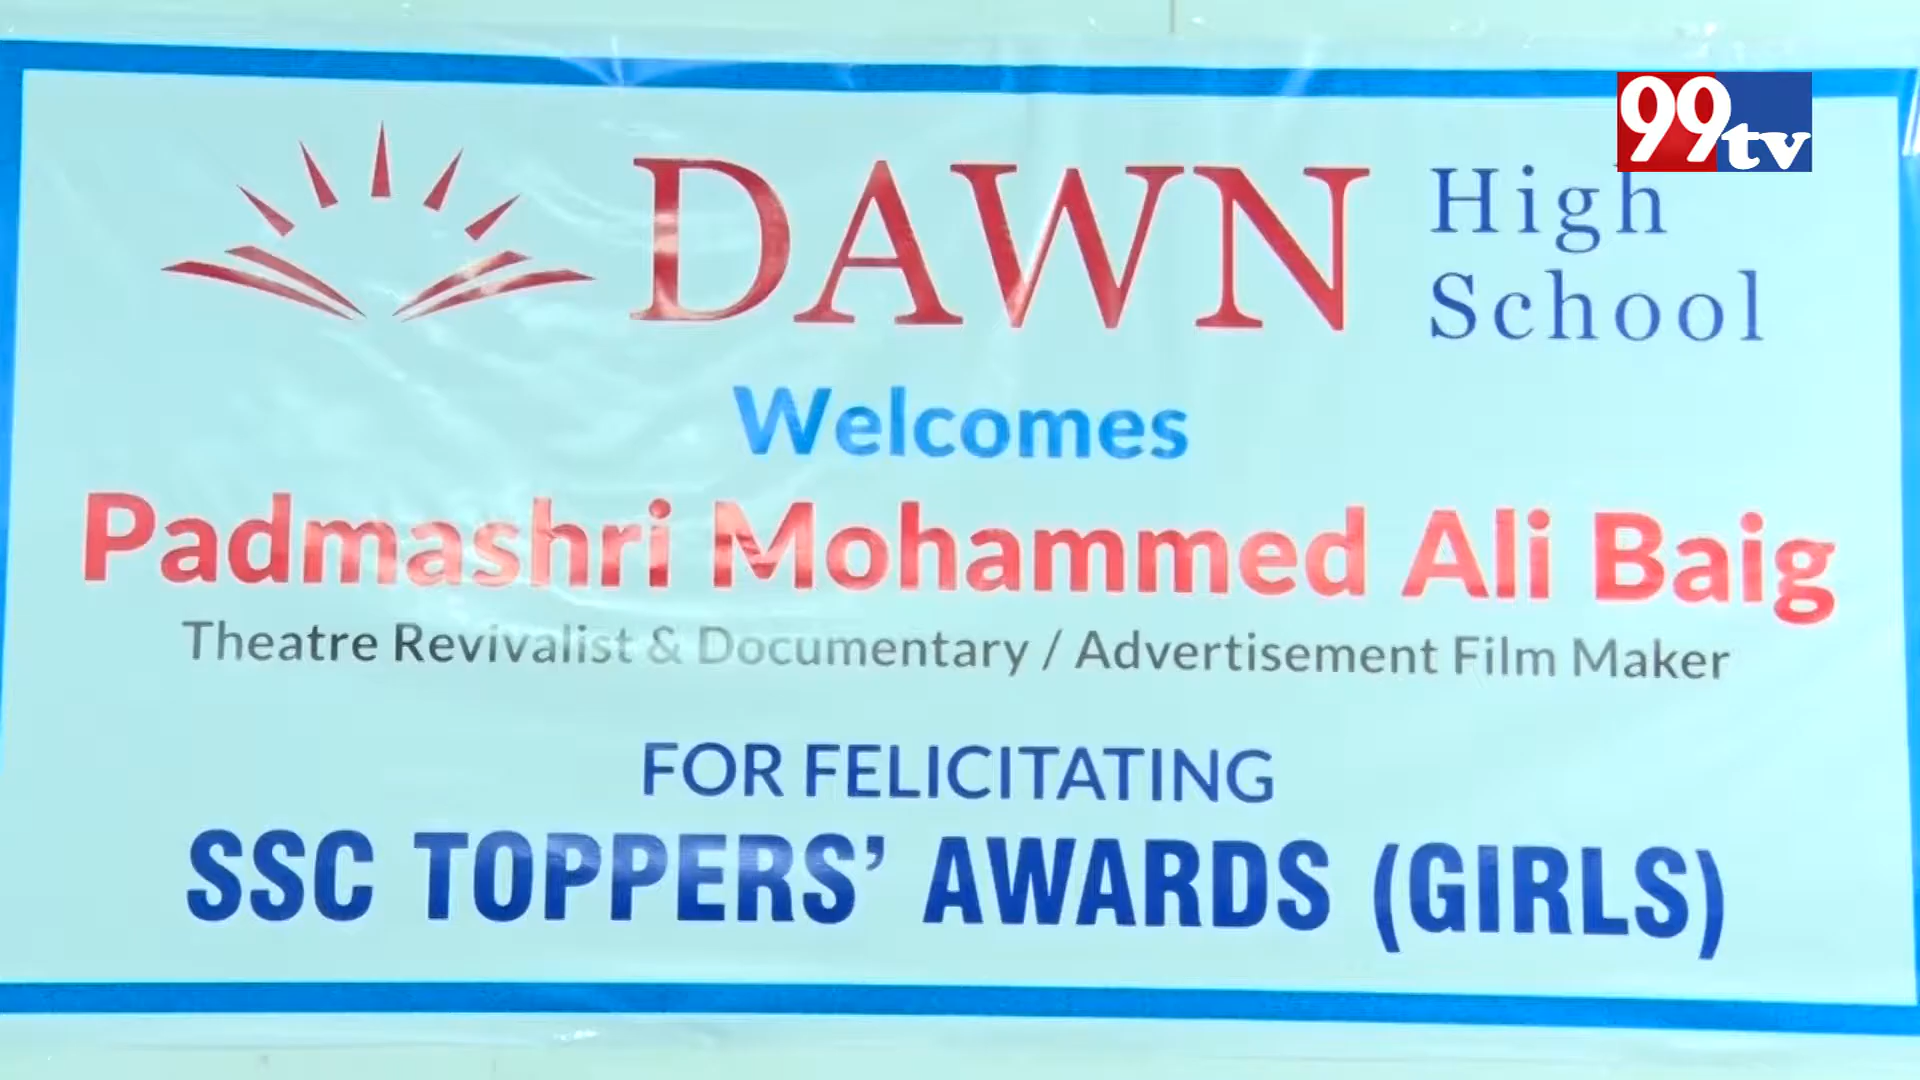 99tv
DAWN High School
Welcomes
Padmashri Mohammed Ali Baig
Theatre Revivalist & Documentary / Advertisement Film Maker
FOR FELICITATING
SSC TOPPERS’ AWARDS (GIRLS)